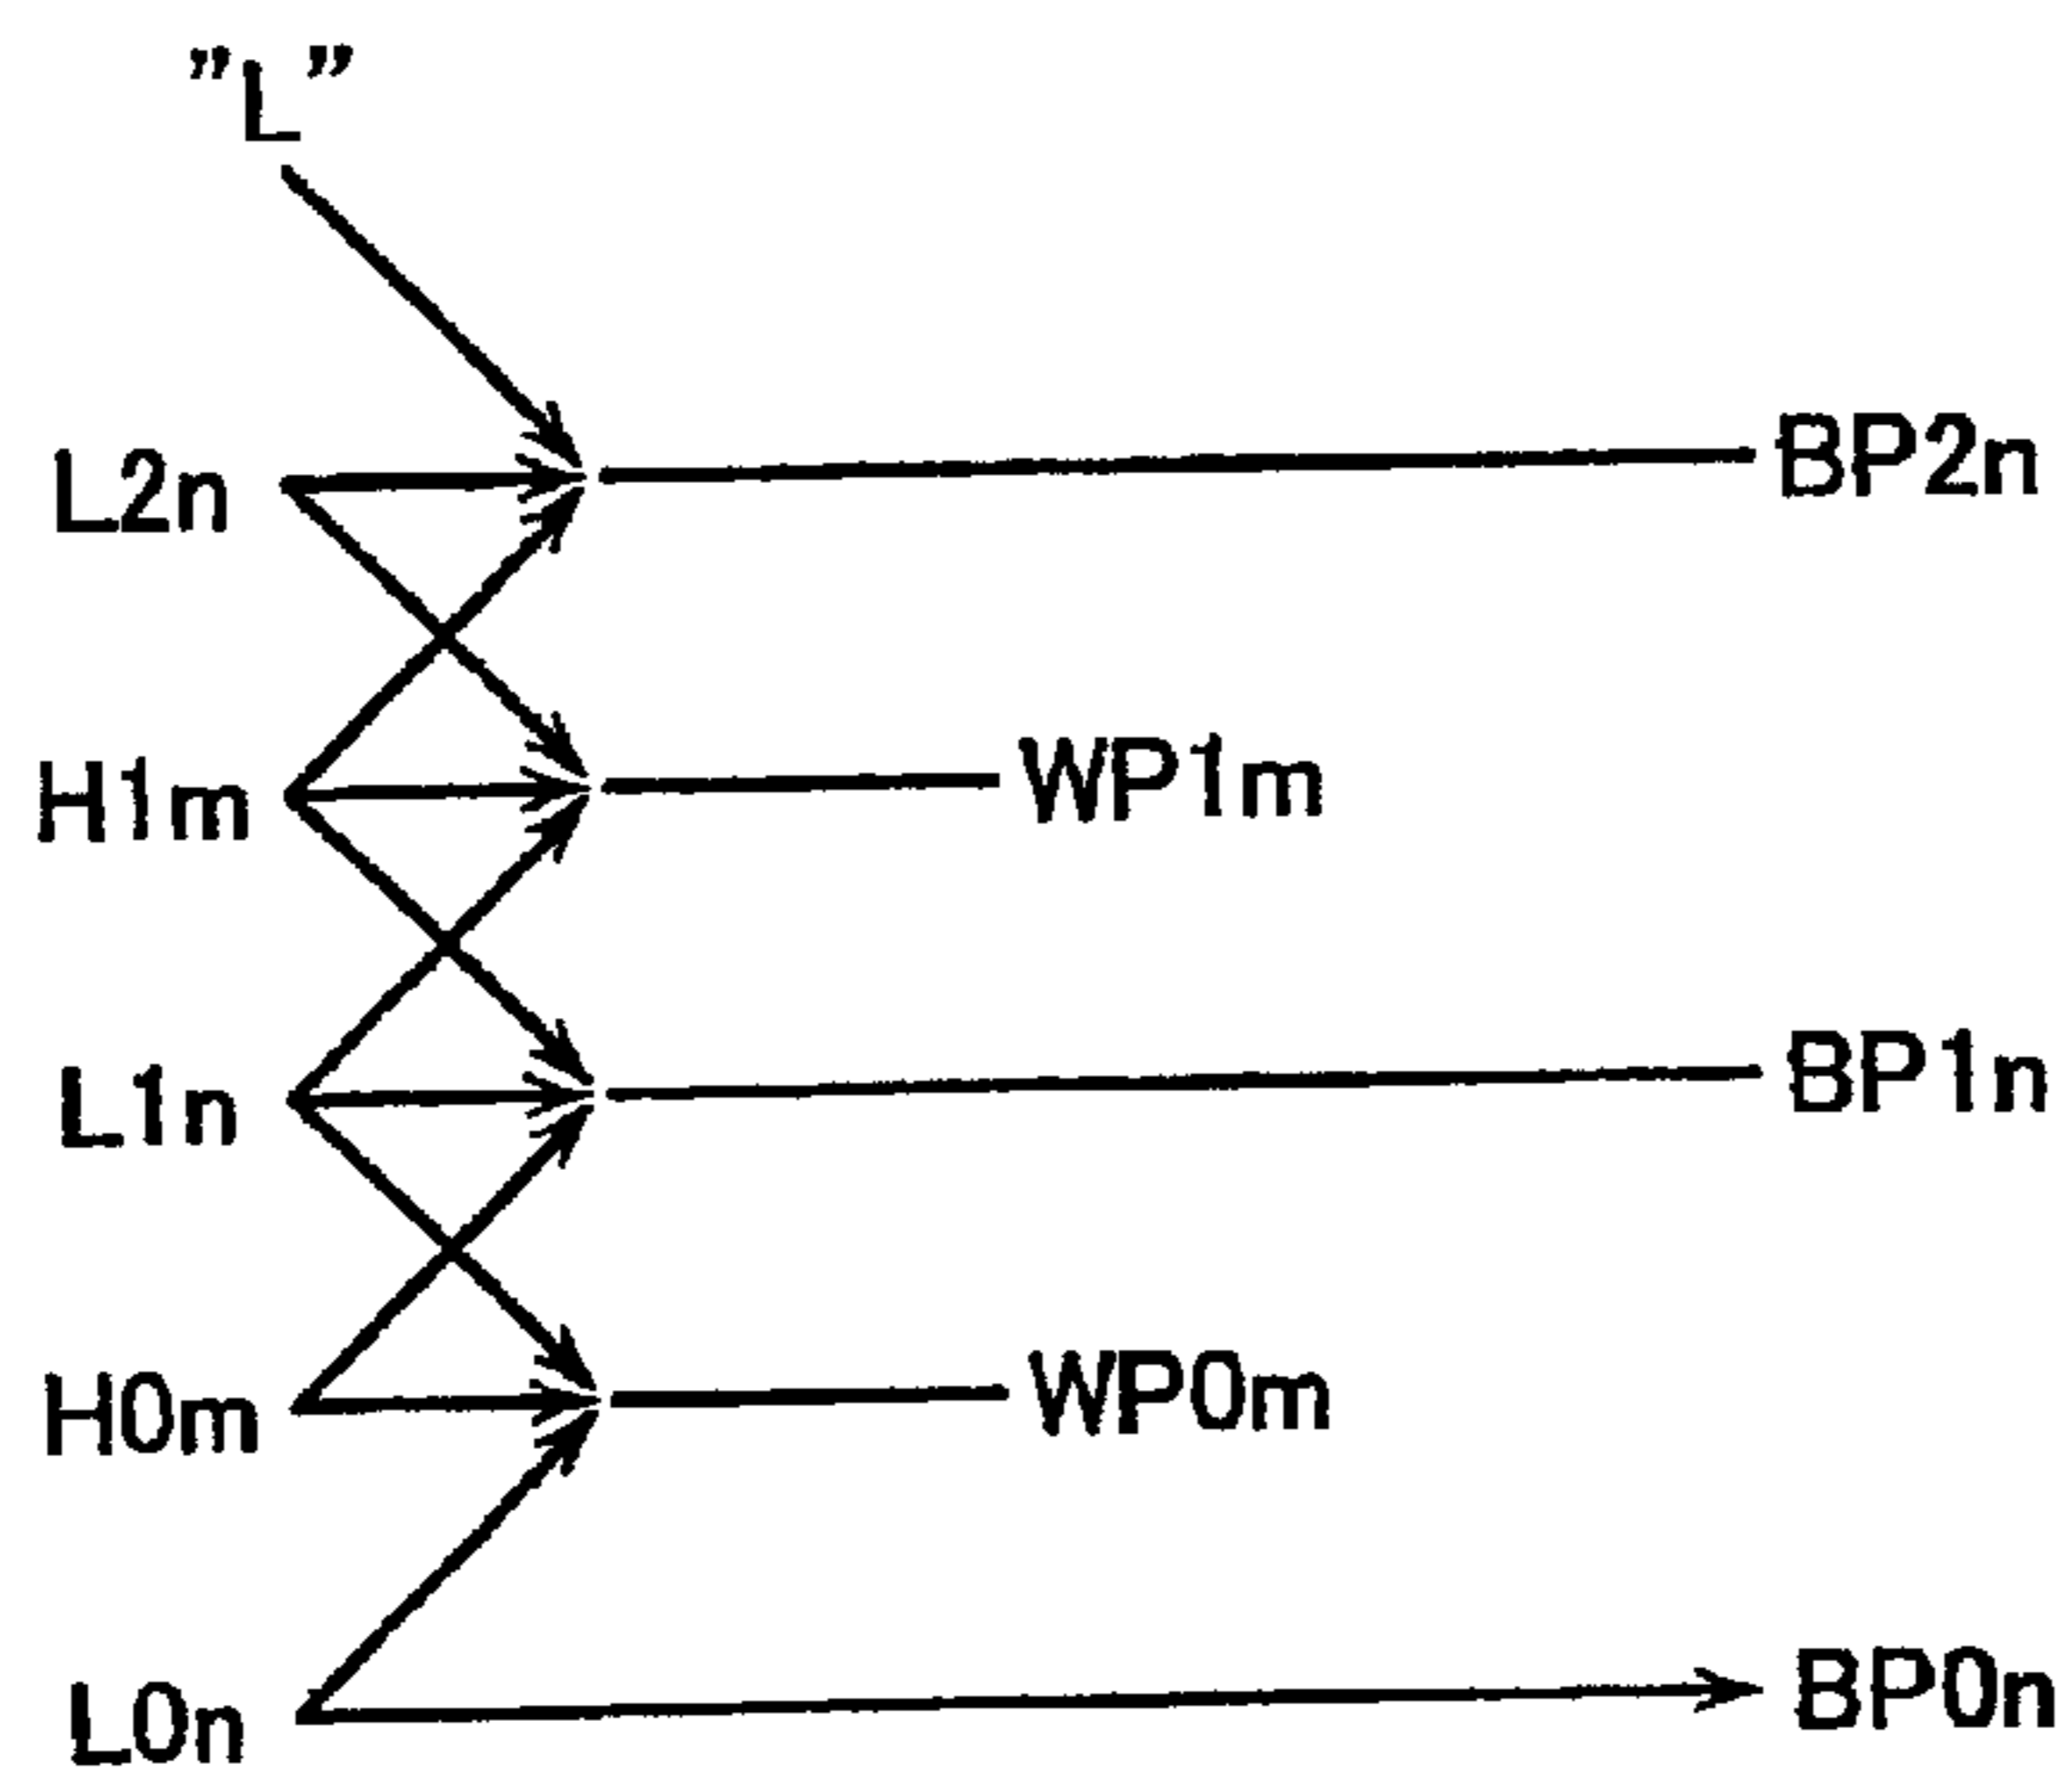 ”L”
L2n BP2n
H1m WP1m
L1n BP1n
H0m WP0m
L0n BP0n